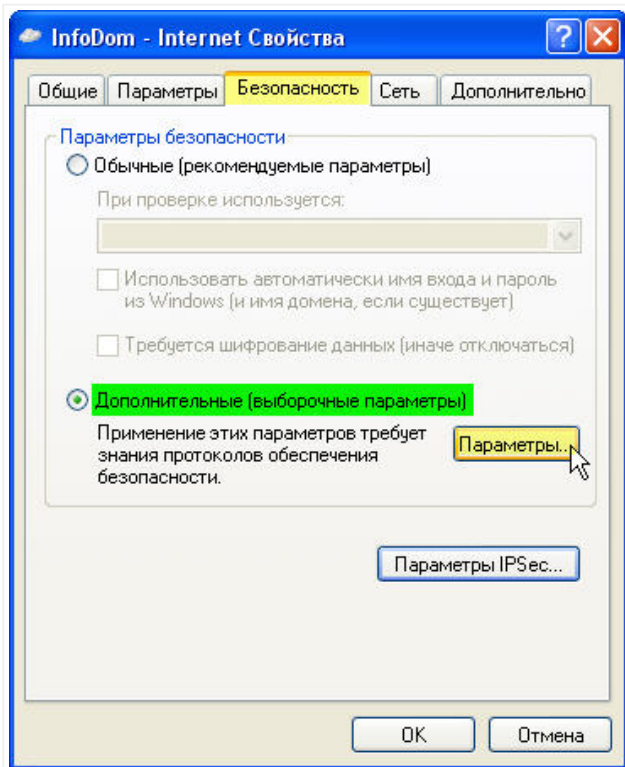 InfoDom - Internet Свойства
Общие Параметры Безопасность Сеть Дополнительно
Параметры безопасности
Обычные (рекомендуемые параметры)
При проверке используется:
Использовать автоматически имя входа и пароль
из Windows (и имя домена, если существует)
Требуется шифрование данных (иначе отключаться)
Дополнительные (выборочные параметры)
Применение этих параметров требует
знания протоколов обеспечения
безопасности.
Параметры...
Параметры IPSec...
OK Отмена